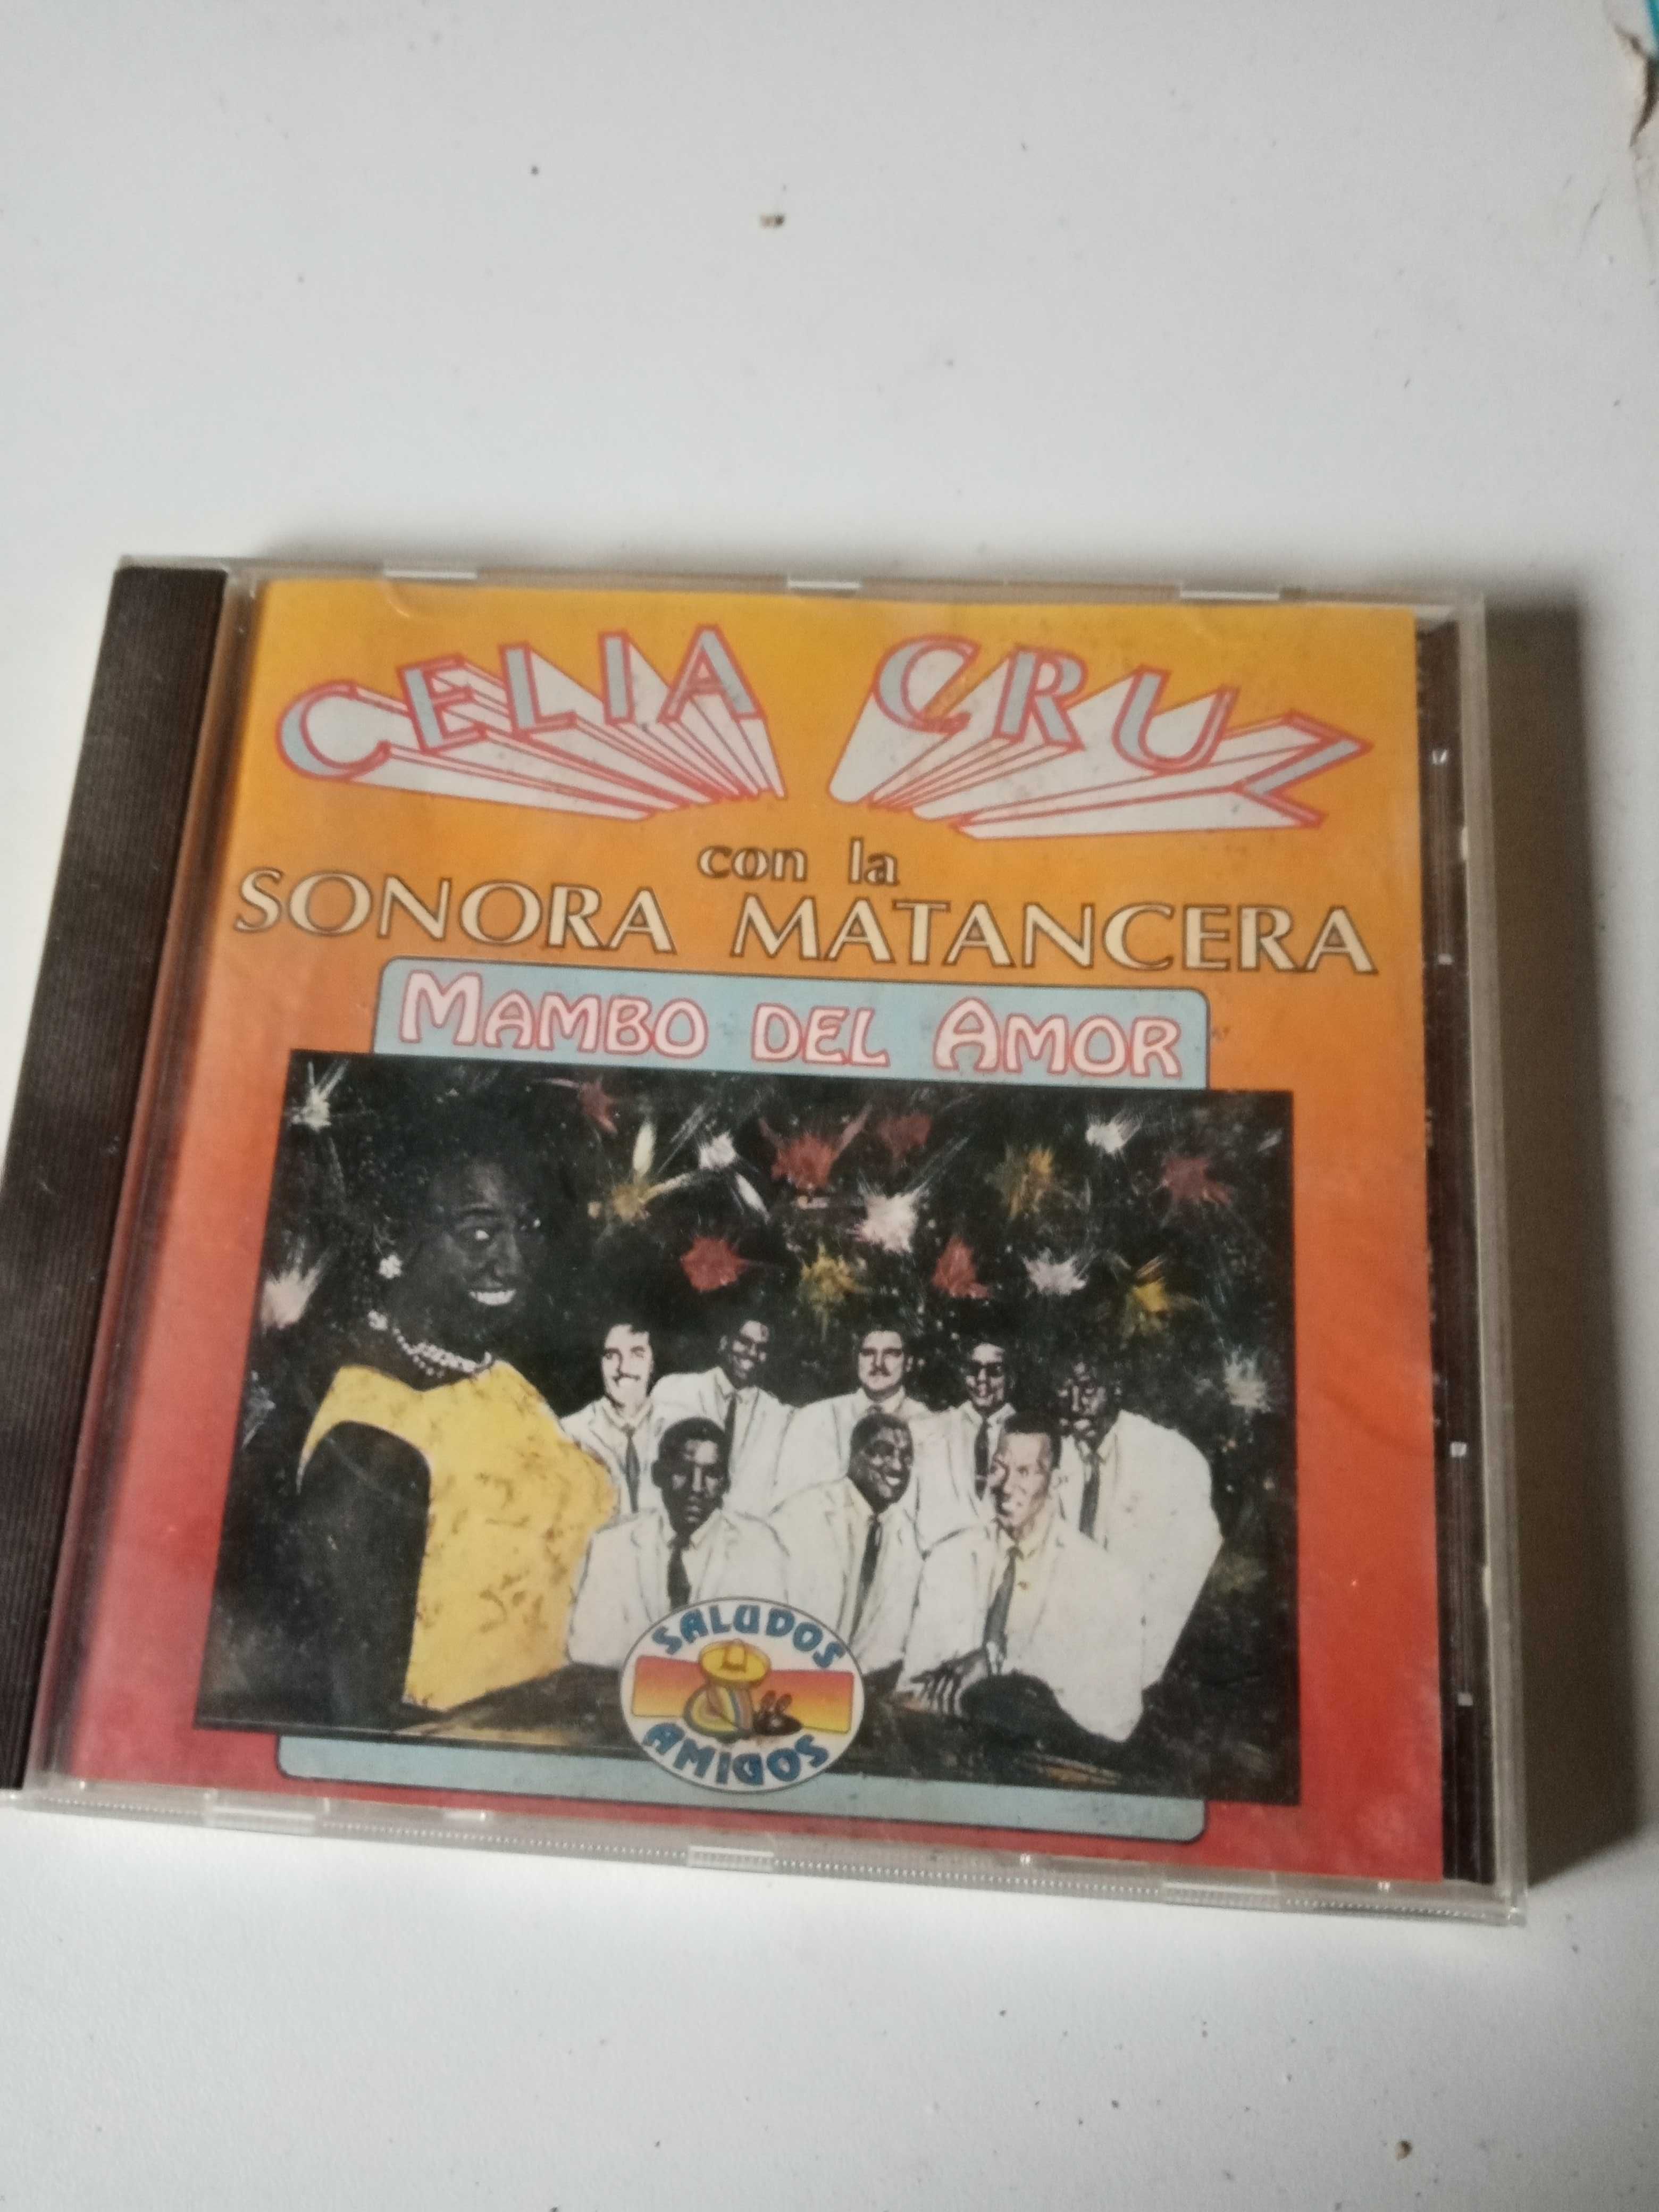 CELIA CRUZ
con la
SONORA MATANCERA
MAMBO DEL AMOR
SALUDOS
AMIGOS